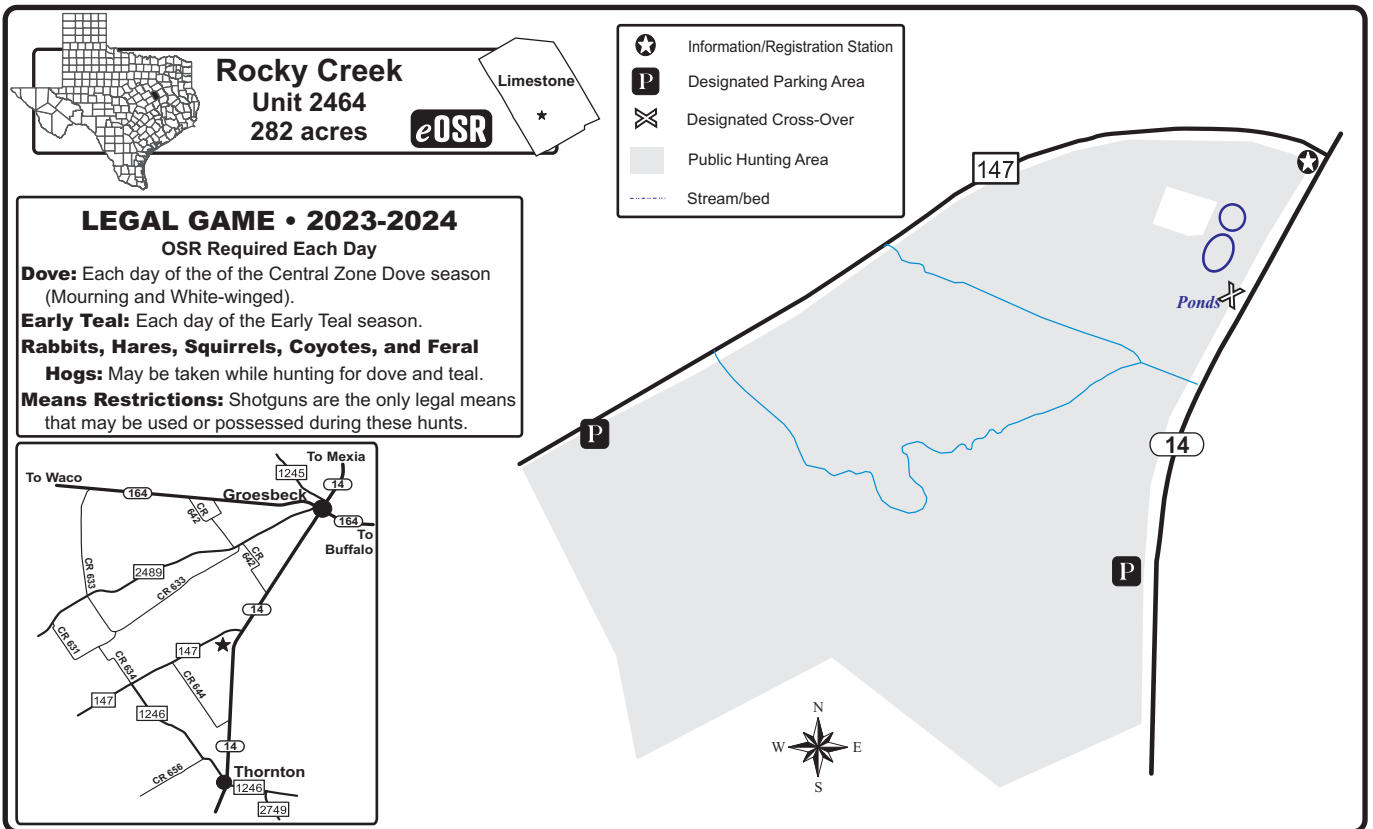 Rocky Creek
Unit 2464
282 acres
eOSR
Limestone
Information/Registration Station
P
Designated Parking Area
Designated Cross-Over
Public Hunting Area
Stream/bed
LEGAL GAME • 2023-2024
OSR Required Each Day
Dove: Each day of the of the Central Zone Dove season
(Mourning and White-winged).
Early Teal: Each day of the Early Teal season.
Rabbits, Hares, Squirrels, Coyotes, and Feral
Hogs: May be taken while hunting for dove and teal.
Means Restrictions: Shotguns are the only legal means
that may be used or possessed during these hunts.
147
Ponds
P
14
P
N
W
E
S
To Mexia
1245
To Waco
14
164
Groesbeck
CR
642
164
To
Buffalo
CR
642
2489
CR 633
CR 633
14
CR 631
147
CR 634
CR 644
147
1246
14
CR 656
Thornton
1246
2749